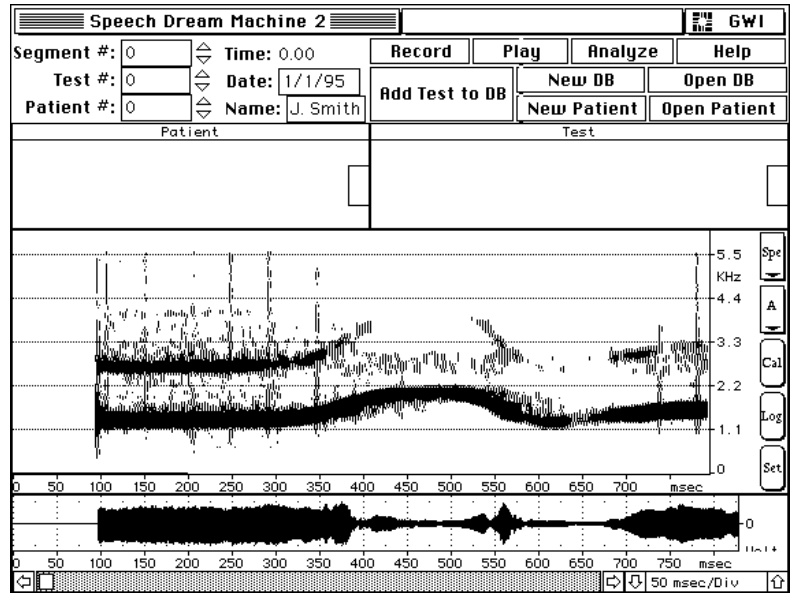 Speech Dream Machine 2 GWI
Segment #: 0 Time: 0.00 Record Play Analyze Help
Test #: 0 Date: 1/1/95 Add Test to DB New DB Open DB
Patient #: 0 Name: J. Smith New Patient Open Patient
Patient Test
5.5 Spe
KHz
4.4 A
3.3
Cal
2.2
Log
1.1
0 Set
0 50 100 150 200 250 300 350 400 450 500 550 600 650 700 msec
0
0 50 100 150 200 250 300 350 400 450 500 550 600 650 700 750 msec
50 msec/Div